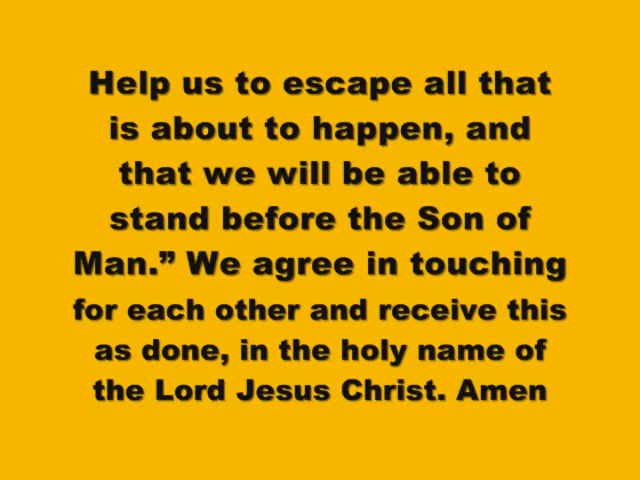 Help us to escape all that
is about to happen, and
that we will be able to
stand before the Son of
Man.” We agree in touching
for each other and receive this
as done, in the holy name of
the Lord Jesus Christ. Amen